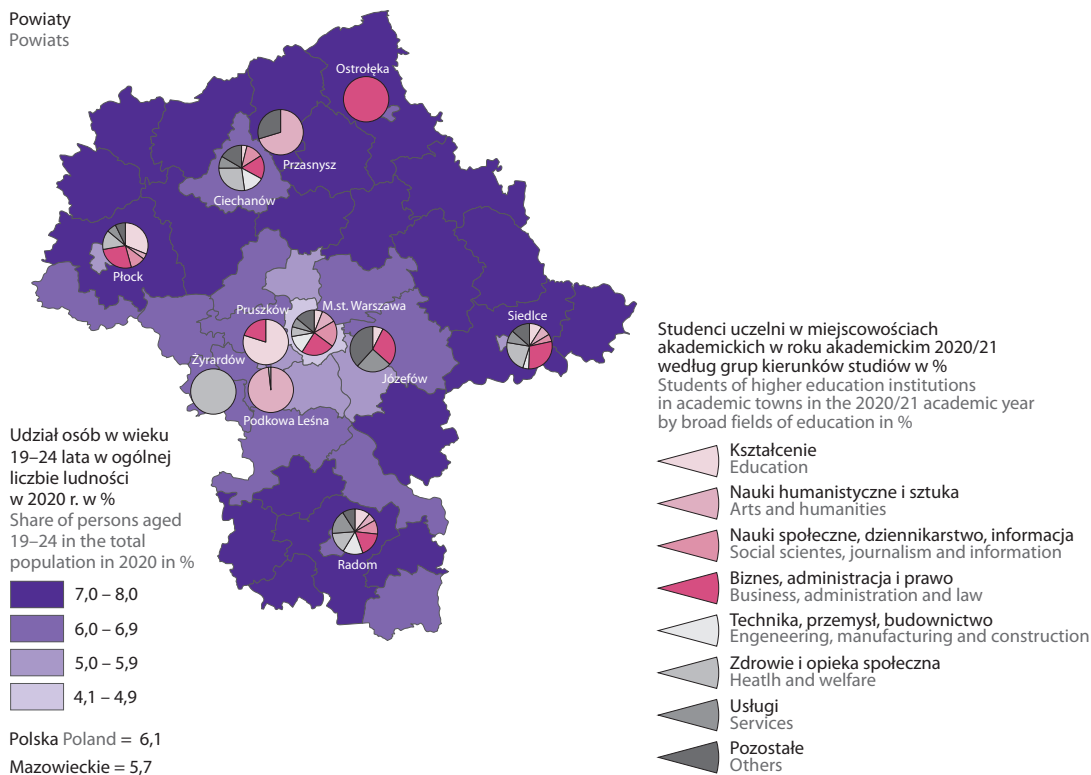 Powiaty
Powiats
Ostrołęka
Przasnysz
Ciechanów
Płock
Pruszków
M.st. Warszawa
Siedlce
Żyrardów
Józefów
Podkowa Leśna
Radom
Udział osób w wieku
19–24 lata w ogólnej
liczbie ludności
w 2020 r. w %
Share of persons aged
19–24 in the total
population in 2020 in %
7,0 – 8,0
6,0 – 6,9
5,0 – 5,9
4,1 – 4,9
Polska Poland = 6,1
Mazowieckie = 5,7
Studenci uczelni w miejscowościach
akademickich w roku akademickim 2020/21
według grup kierunków studiów w %
Students of higher education institutions
in academic towns in the 2020/21 academic year
by broad fields of education in %
Kształcenie
Education
Nauki humanistyczne i sztuka
Arts and humanities
Nauki społeczne, dziennikarstwo, informacja
Social scientes, journalism and information
Biznes, administracja i prawo
Business, administration and law
Technika, przemysł, budownictwo
Engeneering, manufacturing and construction
Zdrowie i opieka społeczna
Heatlh and welfare
Usługi
Services
Pozostałe
Others